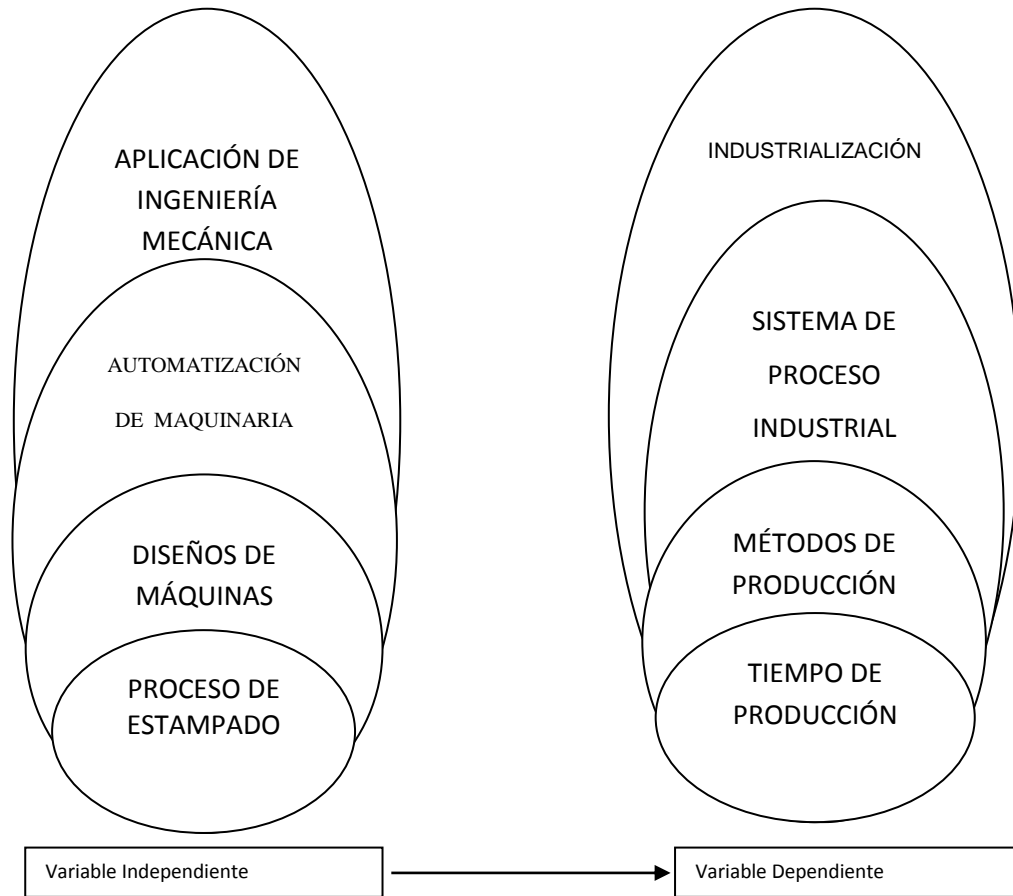 APLICACIÓN DE
INGENIERÍA
MECÁNICA
AUTOMATIZACIÓN
DE MAQUINARIA
DISEÑOS DE
MÁQUINAS
PROCESO DE
ESTAMPADO
Variable Independiente
INDUSTRIALIZACIÓN
SISTEMA DE
PROCESO
INDUSTRIAL
MÉTODOS DE
PRODUCCIÓN
TIEMPO DE
PRODUCCIÓN
Variable Dependiente